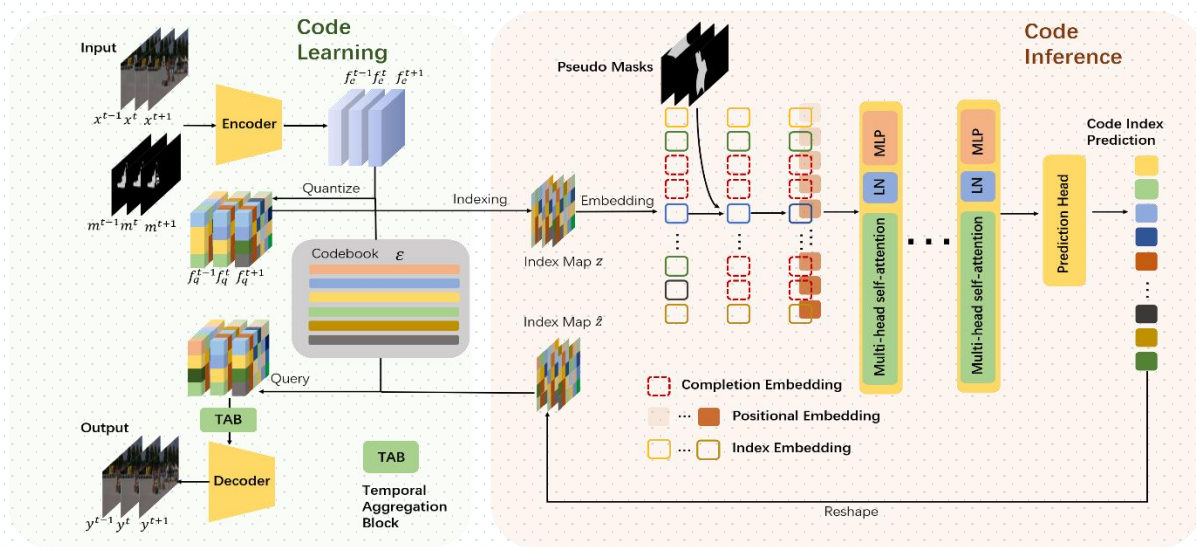 Code
Learning
Input
x^{t-1} x^t x^{t+1}
Encoder
f_e^{t-1} f_e^t f_e^{t+1}
m^{t-1} m^t m^{t+1}
Quantize
f_q^{t-1} f_q^t f_q^{t+1}
Codebook ε
Query
TAB
Output
Decoder
y^{t-1} y^t y^{t+1}
TAB
Temporal
Aggregation
Block
Code
Inference
Pseudo Masks
Indexing
Embedding
Index Map z
Index Map ẑ
MLP
LN
Multi-head self-attention
MLP
LN
Multi-head self-attention
Prediction Head
Code Index
Prediction
Completion Embedding
Positional Embedding
Index Embedding
Reshape